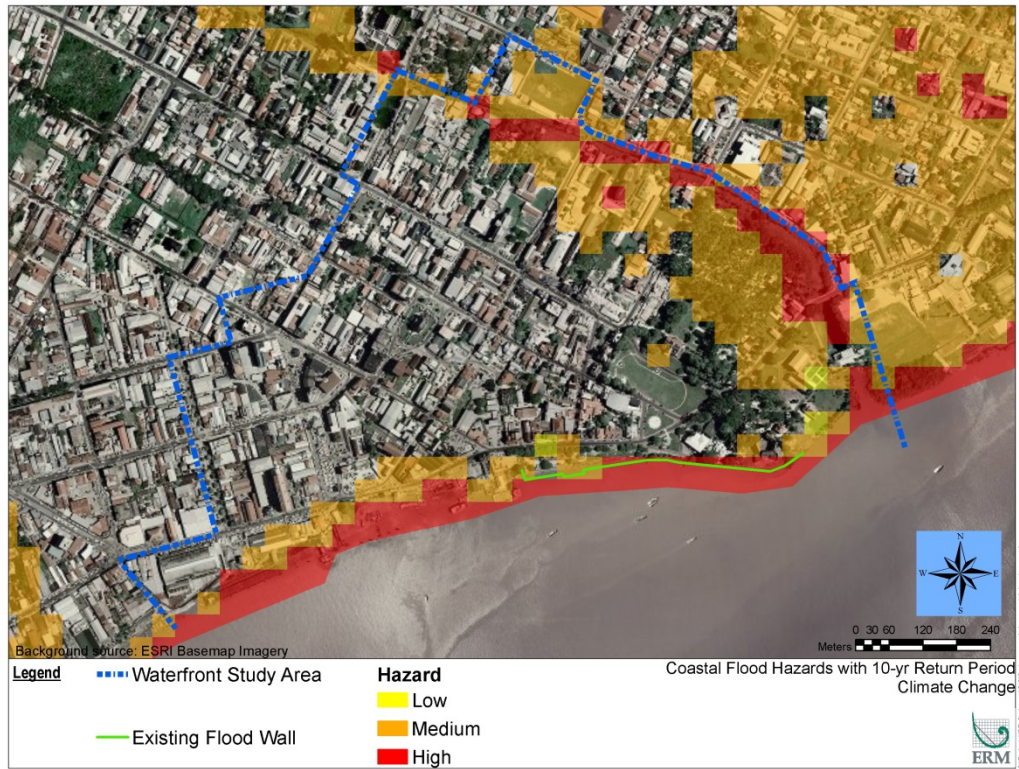 N
W E
S
0 30 60 120 180 240
Meters
Background source: ESRI Basemap Imagery
Legend
Waterfront Study Area
Existing Flood Wall
Hazard
Low
Medium
High
Coastal Flood Hazards with 10-yr Return Period
Climate Change
ERM